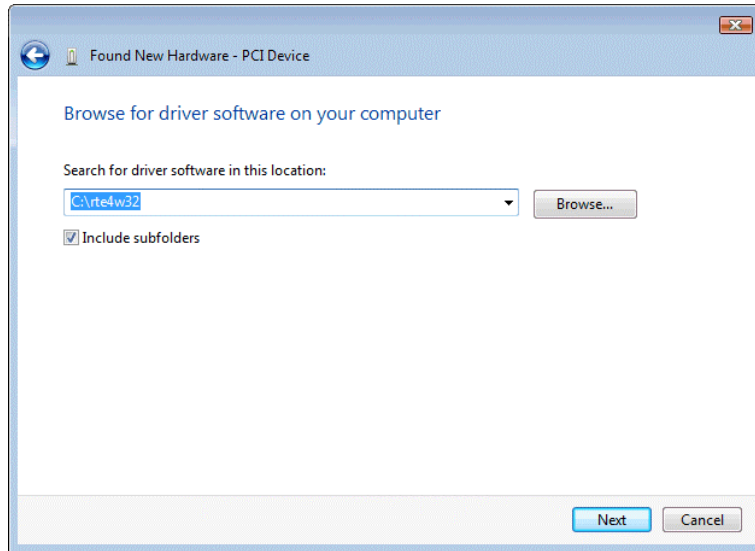 Found New Hardware - PCI Device
Browse for driver software on your computer
Search for driver software in this location:
C:\rte4w32
Browse...
Include subfolders
Next
Cancel